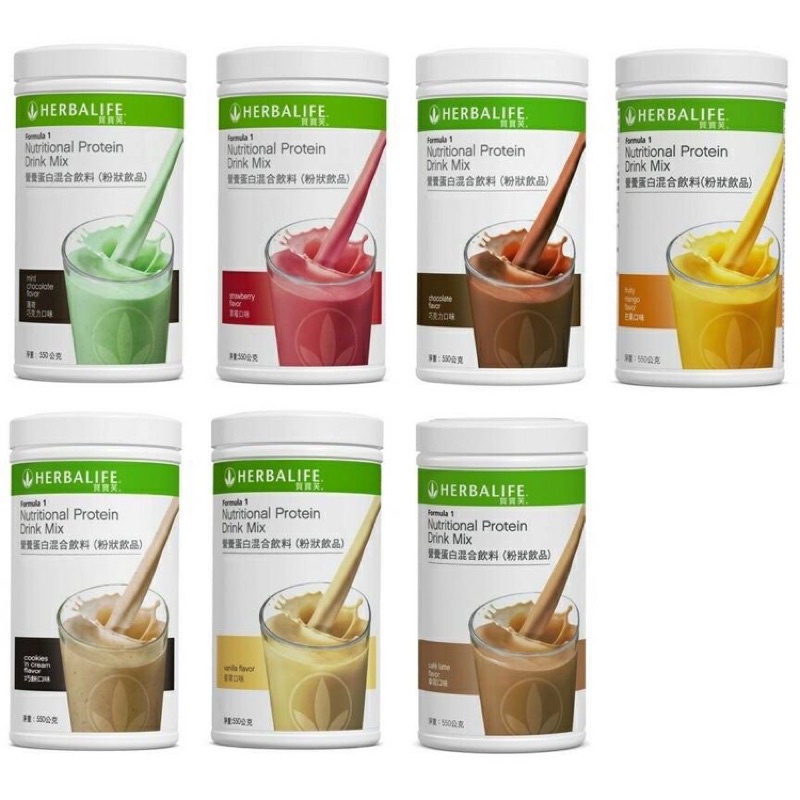 HERBALIFE
賀寶芙
Formula 1
Nutritional Protein
Drink Mix
營養蛋白混合飲料 (粉狀飲品)
mint
chocolate
flavor
薄荷
巧克力口味
淨重：550公克
HERBALIFE
賀寶芙
Formula 1
Nutritional Protein
Drink Mix
營養蛋白混合飲料 (粉狀飲品)
strawberry
flavor
草莓口味
淨重：550公克
HERBALIFE
賀寶芙
Formula 1
Nutritional Protein
Drink Mix
營養蛋白混合飲料 (粉狀飲品)
chocolate
flavor
巧克力口味
淨重：550公克
HERBALIFE
賀寶芙
Formula 1
Nutritional Protein
Drink Mix
營養蛋白混合飲料(粉狀飲品)
fruity
mango
flavor
芒果口味
淨重：550公克
HERBALIFE
賀寶芙
Formula 1
Nutritional Protein
Drink Mix
營養蛋白混合飲料 (粉狀飲品)
cookies
'n cream
flavor
巧酥口味
淨重：550公克
HERBALIFE
賀寶芙
Formula 1
Nutritional Protein
Drink Mix
營養蛋白混合飲料 (粉狀飲品)
vanilla flavor
香草口味
淨重:550公克
HERBALIFE
賀寶芙
Formula 1
Nutritional Protein
Drink Mix
營養蛋白混合飲料 (粉狀飲品)
café latte
flavor
淨重：550公克